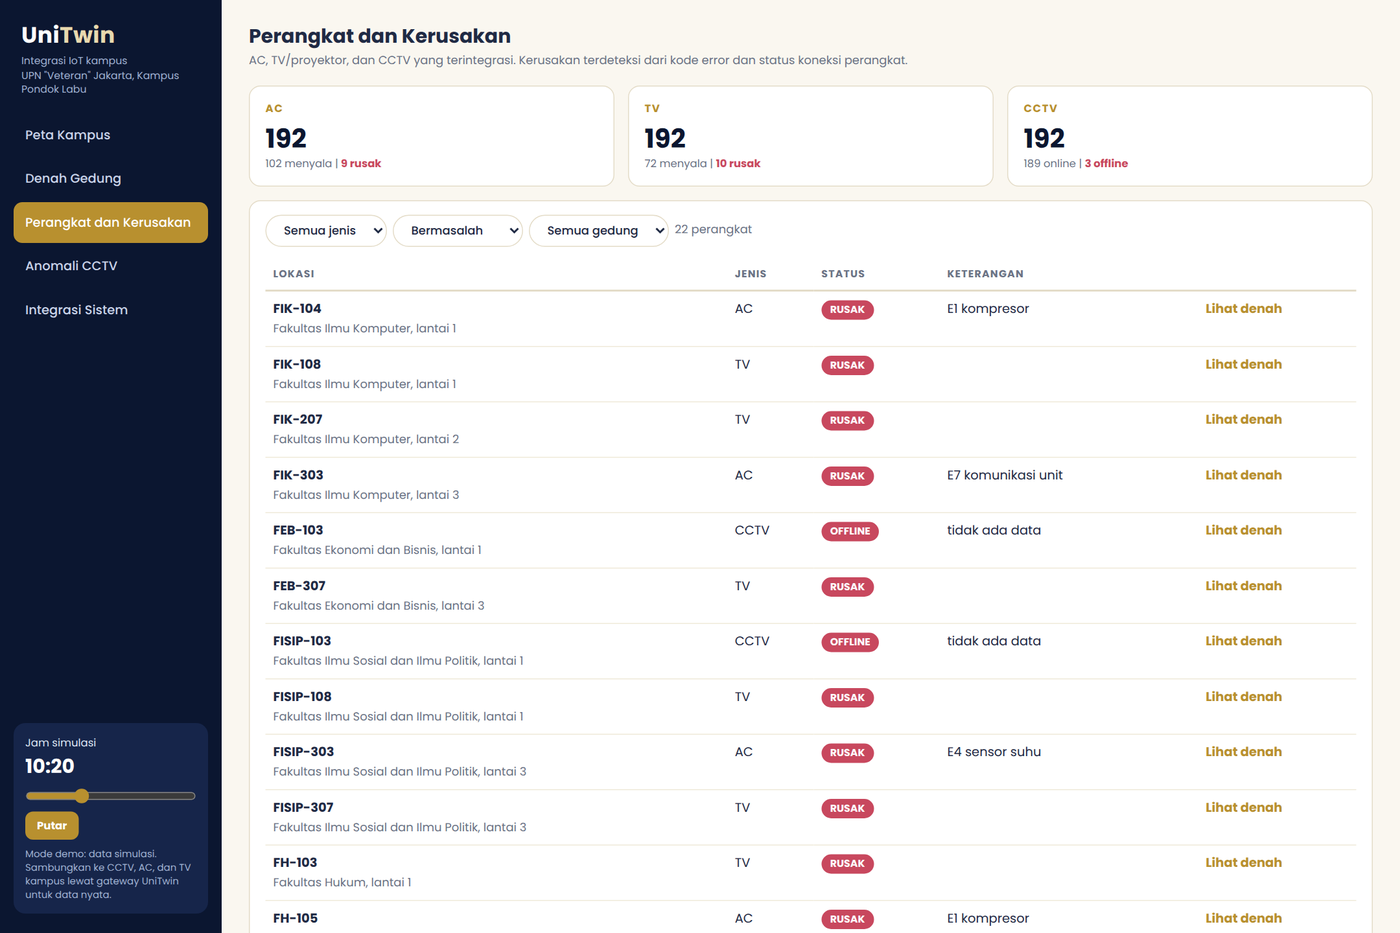 UniTwin
Integrasi IoT kampus
UPN "Veteran" Jakarta, Kampus
Pondok Labu
Peta Kampus
Denah Gedung
Perangkat dan Kerusakan
Anomali CCTV
Integrasi Sistem
Jam simulasi
10:20
Putar
Mode demo: data simulasi.
Sambungkan ke CCTV, AC, dan TV
kampus lewat gateway UniTwin
untuk data nyata.
Perangkat dan Kerusakan
AC, TV/proyektor, dan CCTV yang terintegrasi. Kerusakan terdeteksi dari kode error dan status koneksi perangkat.
AC
192
102 menyala | 9 rusak
TV
192
72 menyala | 10 rusak
CCTV
192
189 online | 3 offline
Semua jenis Bermasalah Semua gedung 22 perangkat
LOKASI JENIS STATUS KETERANGAN
FIK-104 AC RUSAK E1 kompresor Lihat denah
Fakultas Ilmu Komputer, lantai 1
FIK-108 TV RUSAK Lihat denah
Fakultas Ilmu Komputer, lantai 1
FIK-207 TV RUSAK Lihat denah
Fakultas Ilmu Komputer, lantai 2
FIK-303 AC RUSAK E7 komunikasi unit Lihat denah
Fakultas Ilmu Komputer, lantai 3
FEB-103 CCTV OFFLINE tidak ada data Lihat denah
Fakultas Ekonomi dan Bisnis, lantai 1
FEB-307 TV RUSAK Lihat denah
Fakultas Ekonomi dan Bisnis, lantai 3
FISIP-103 CCTV OFFLINE tidak ada data Lihat denah
Fakultas Ilmu Sosial dan Ilmu Politik, lantai 1
FISIP-108 TV RUSAK Lihat denah
Fakultas Ilmu Sosial dan Ilmu Politik, lantai 1
FISIP-303 AC RUSAK E4 sensor suhu Lihat denah
Fakultas Ilmu Sosial dan Ilmu Politik, lantai 3
FISIP-307 TV RUSAK Lihat denah
Fakultas Ilmu Sosial dan Ilmu Politik, lantai 3
FH-103 TV RUSAK Lihat denah
Fakultas Hukum, lantai 1
FH-105 AC RUSAK E1 kompresor Lihat denah